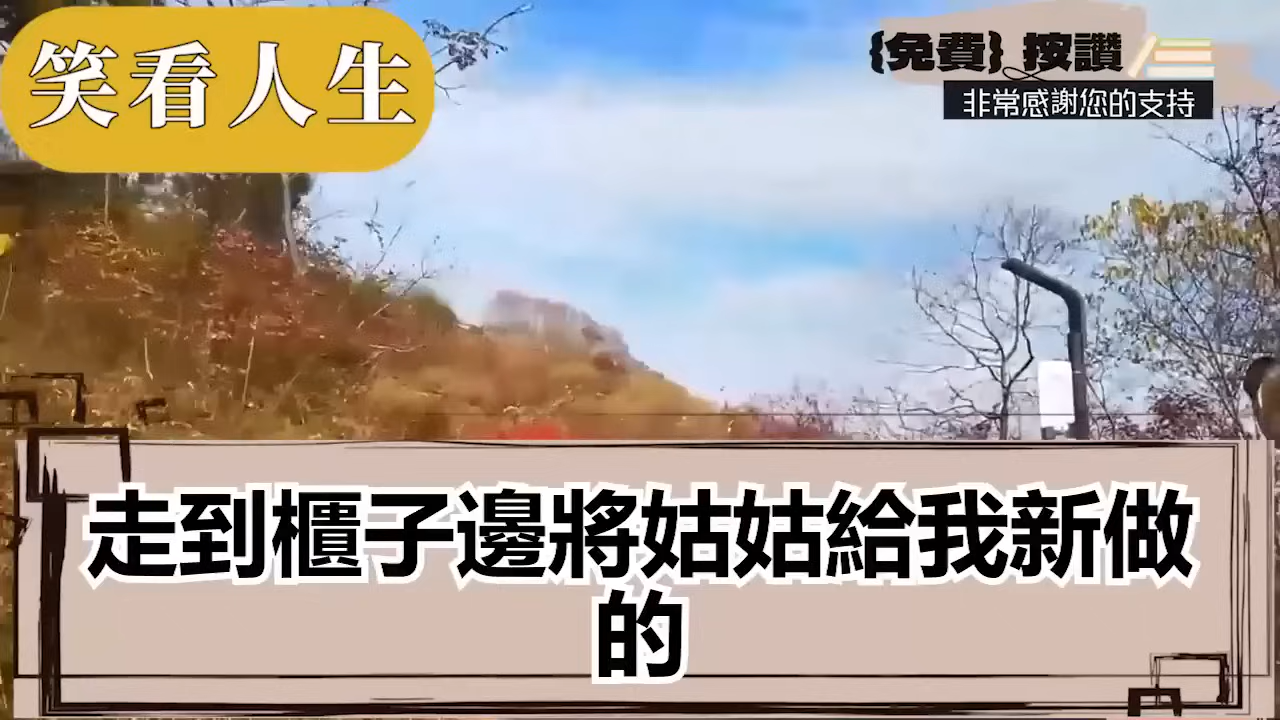 笑看人生
{免費} 按讚
非常感謝您的支持
走到櫃子邊將姑姑給我新做
的